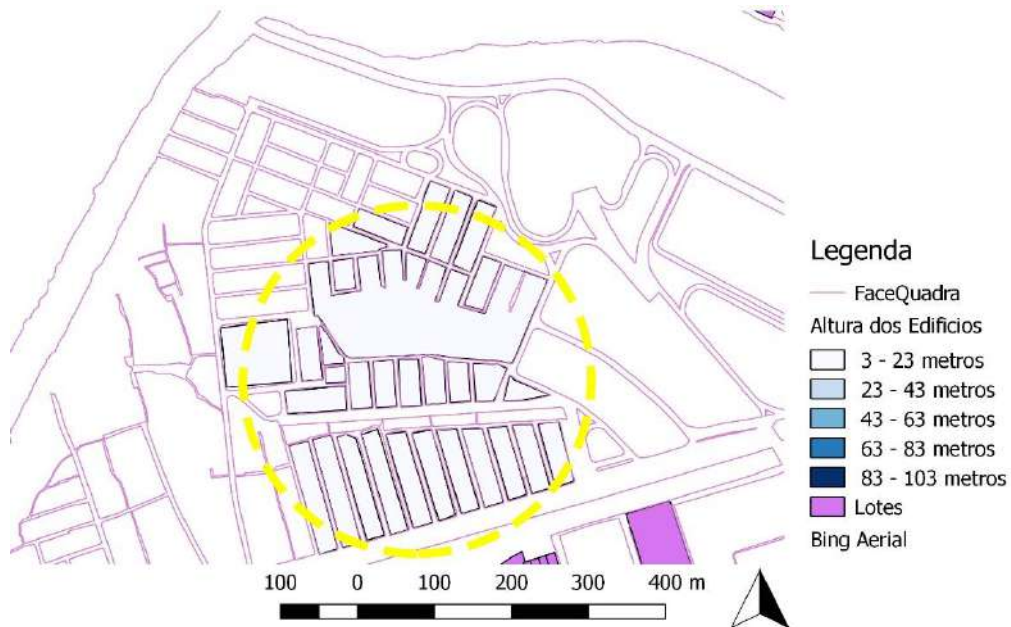 Legenda
FaceQuadra
Altura dos Edificios
3 - 23 metros
23 - 43 metros
43 - 63 metros
63 - 83 metros
83 - 103 metros
Lotes
Bing Aerial
100 0 100 200 300 400 m